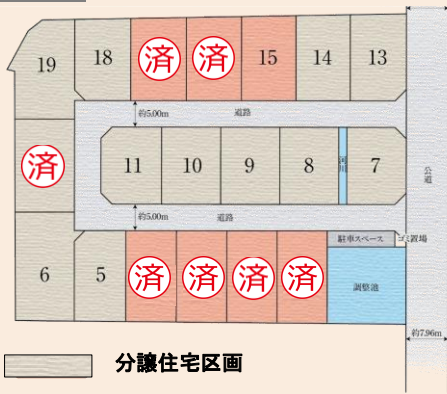 19 18 済 済 15 14 13
約5.00m 道路
済 11 10 9 8 河川 7
公道
約5.00m 道路
駐車スペース ゴミ置場
6 5 済 済 済 済 調整池
約7.96m
分譲住宅区画